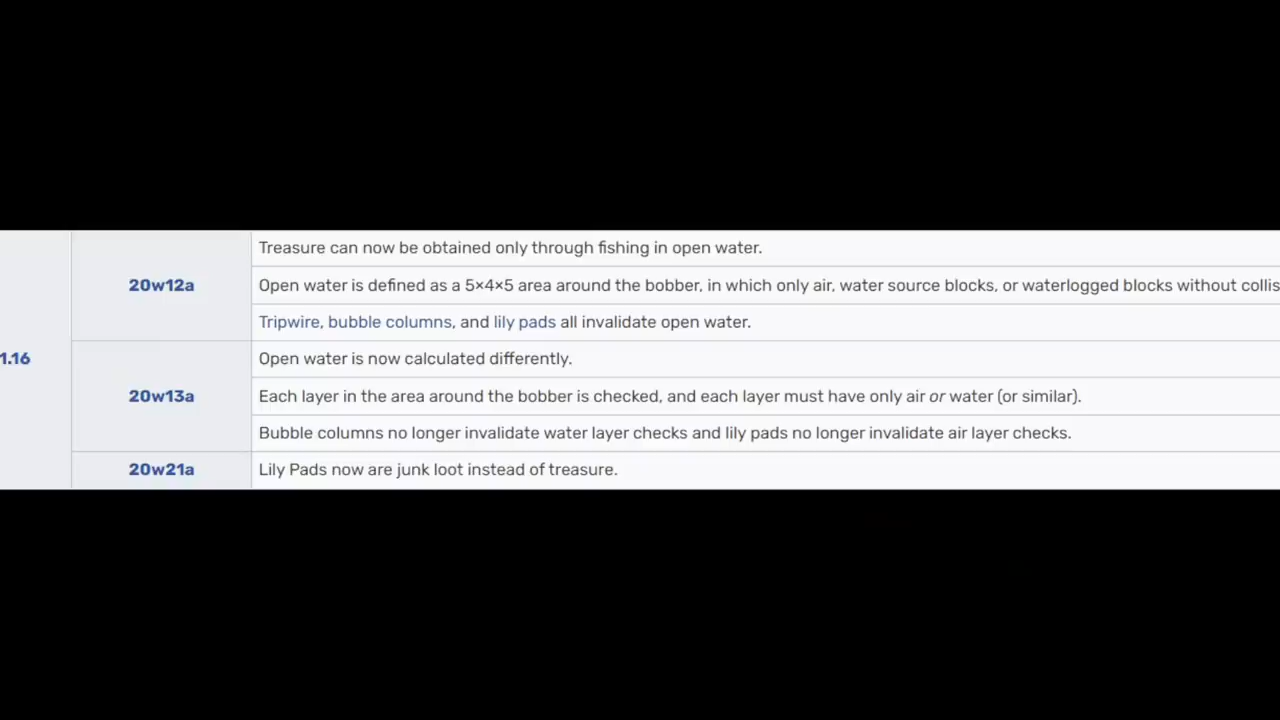 Treasure can now be obtained only through fishing in open water.
20w12a
Open water is defined as a 5×4×5 area around the bobber, in which only air, water source blocks, or waterlogged blocks without
Tripwire, bubble columns, and lily pads all invalidate open water.
1.16
Open water is now calculated differently.
20w13a
Each layer in the area around the bobber is checked, and each layer must have only air or water (or similar).
Bubble columns no longer invalidate water layer checks and lily pads no longer invalidate air layer checks.
20w21a
Lily Pads now are junk loot instead of treasure.